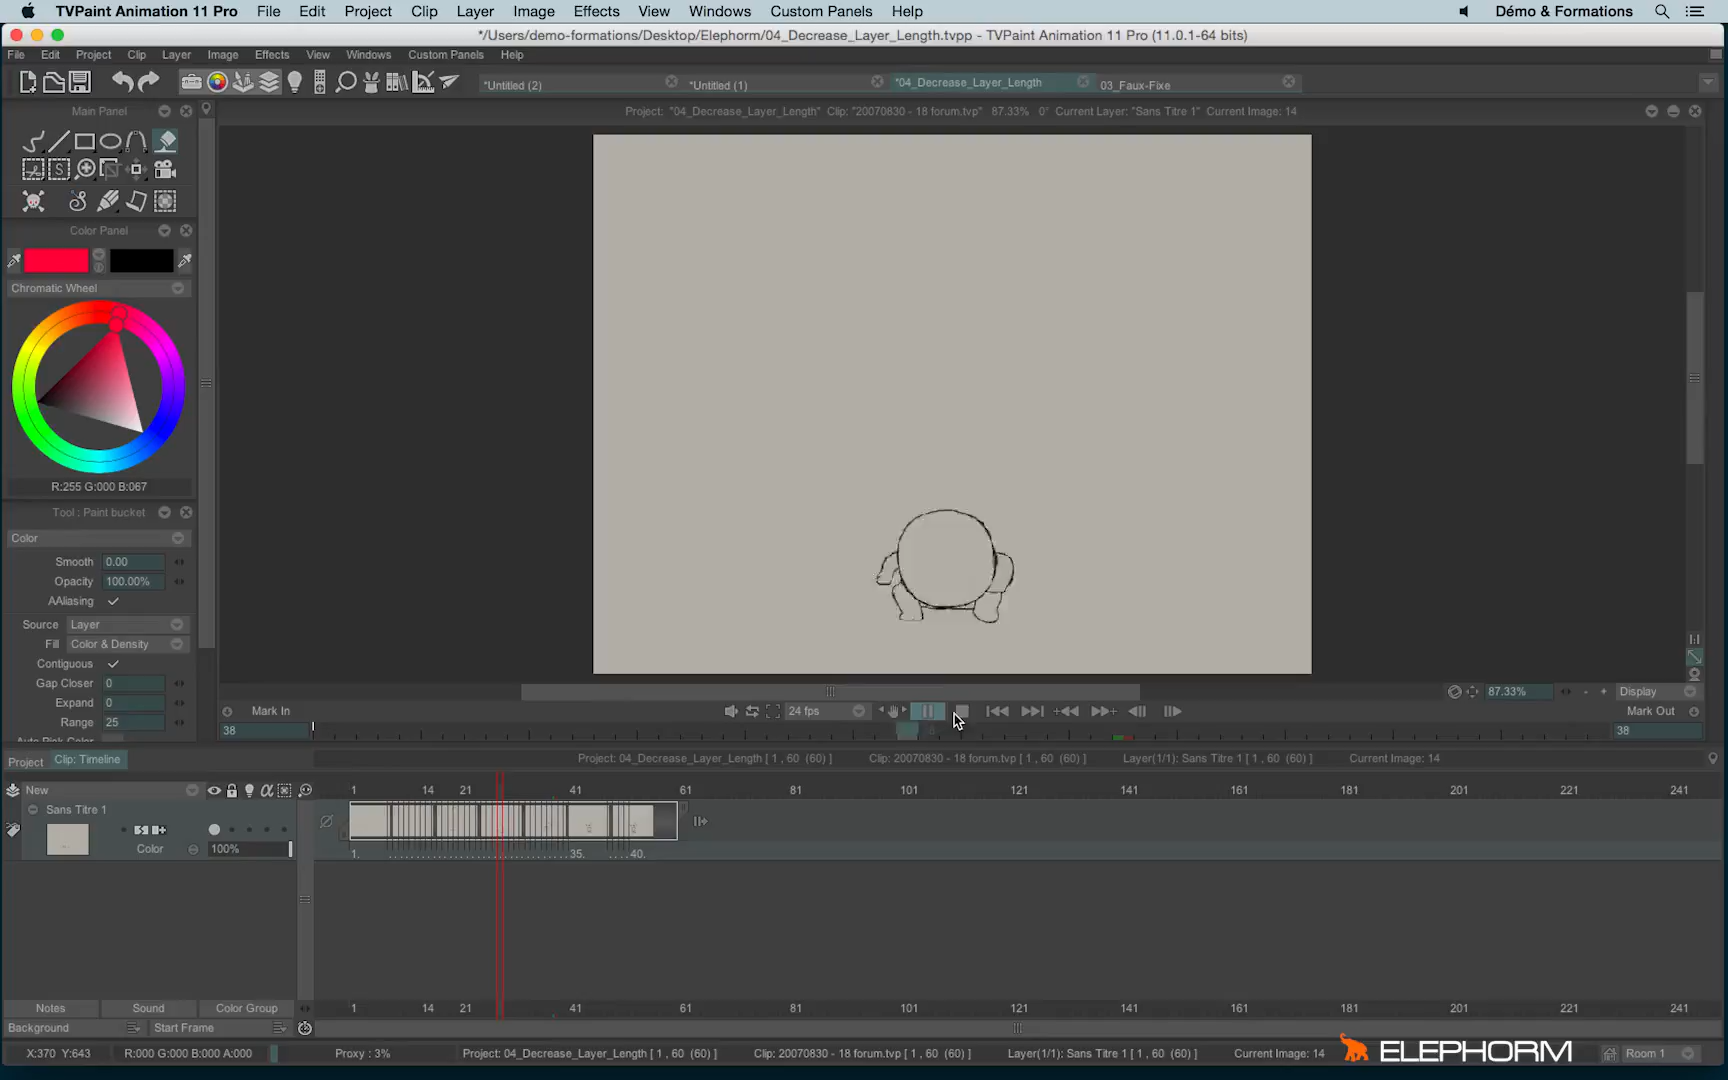 TVPaint Animation 11 Pro File Edit Project Clip Layer Image Effects View Windows Custom Panels Help Démo & Formations
*/Users/demo-formations/Desktop/Elephorm/04_Decrease_Layer_Length.tvpp - TVPaint Animation 11 Pro (11.0.1-64 bits)
File Edit Project Clip Layer Image Effects View Windows Custom Panels Help
*Untitled (2) *Untitled (1) *04_Decrease_Layer_Length 03_Faux-Fixe
Main Panel
Project: "04_Decrease_Layer_Length" Clip: "20070830 - 18 forum.tvp" 87.33% 0° Current Layer: "Sans Titre 1" Current Image: 14
Color Panel
Chromatic Wheel
R:255 G:000 B:067
Tool : Paint bucket
Color
Smooth 0.00
Opacity 100.00%
AAliasing
Source Layer
Fill Color & Density
Contiguous
Gap Closer 0
Expand 0
Range 25
Auto Pick Color
1:1
87.33% - + Display
Mark In 24 fps Mark Out
38 38
Project Clip: Timeline Project: 04_Decrease_Layer_Length [ 1 , 60 (60) ] Clip: 20070830 - 18 forum.tvp [ 1 , 60 (60) ] Layer(1/1): Sans Titre 1 [ 1 , 60 (60) ] Current Image: 14
New 1 14 21 41 61 81 101 121 141 161 181 201 221 241
Sans Titre 1
Color 100% 1. 35. 40.
Notes Sound Color Group 1 14 21 41 61 81 101 121 141 161 181 201 221 241
Background Start Frame
X:370 Y:643 R:000 G:000 B:000 A:000 Proxy : 3% Project: 04_Decrease_Layer_Length [ 1 , 60 (60) ] Clip: 20070830 - 18 forum.tvp [ 1 , 60 (60) ] Layer(1/1): Sans Titre 1 [ 1 , 60 (60) ] Current Image: 14 ELEPHORM Room 1